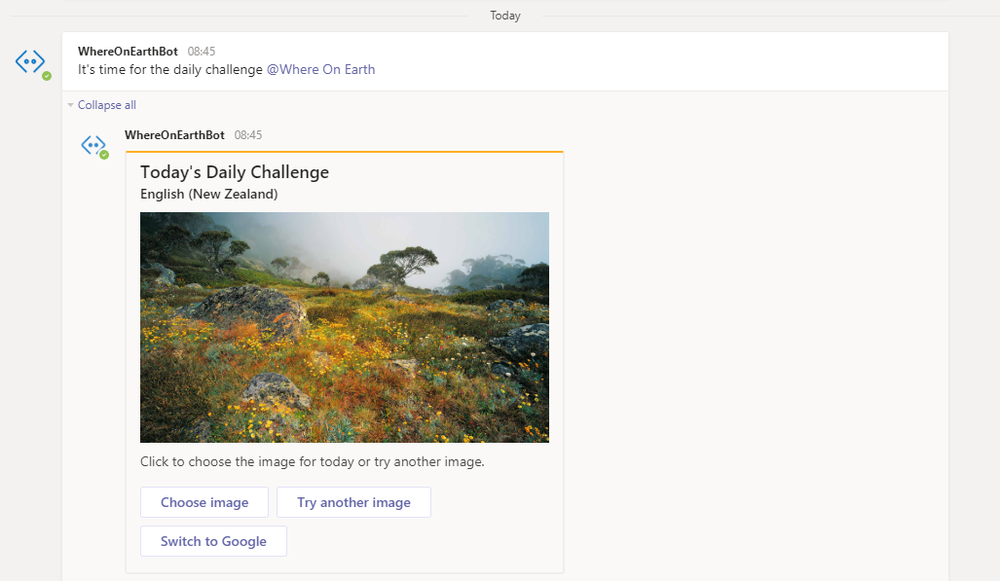 Today
WhereOnEarthBot 08:45
It's time for the daily challenge @Where On Earth
Collapse all
WhereOnEarthBot 08:45
Today's Daily Challenge
English (New Zealand)
Click to choose the image for today or try another image.
Choose image Try another image
Switch to Google